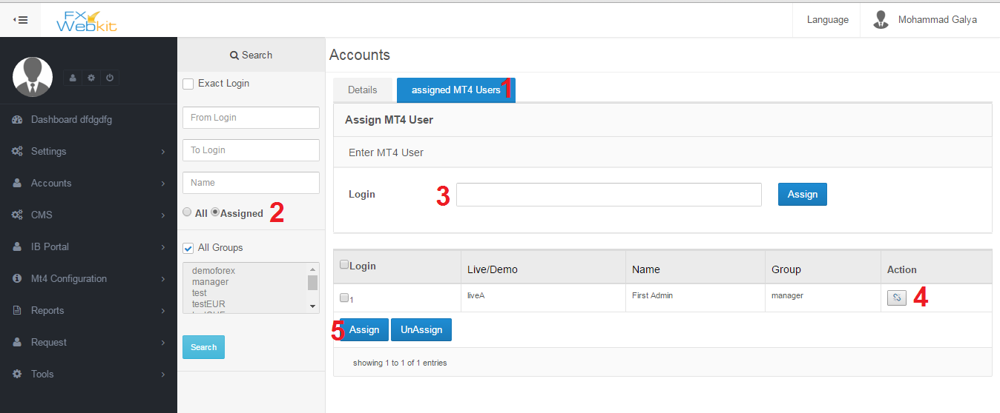 FX
Webkit
Language
Mohammad Galya
Dashboard dfdgdfg
Settings
Accounts
CMS
IB Portal
Mt4 Configuration
Reports
Request
Tools
Search
Exact Login
From Login
To Login
Name
All Assigned 2
All Groups
demoforex
manager
test
testEUR
Search
Accounts
Details assigned MT4 Users 1
Assign MT4 User
Enter MT4 User
Login 3 Assign
Login Live/Demo Name Group Action
1 liveA First Admin manager 4
5 Assign UnAssign
showing 1 to 1 of 1 entries